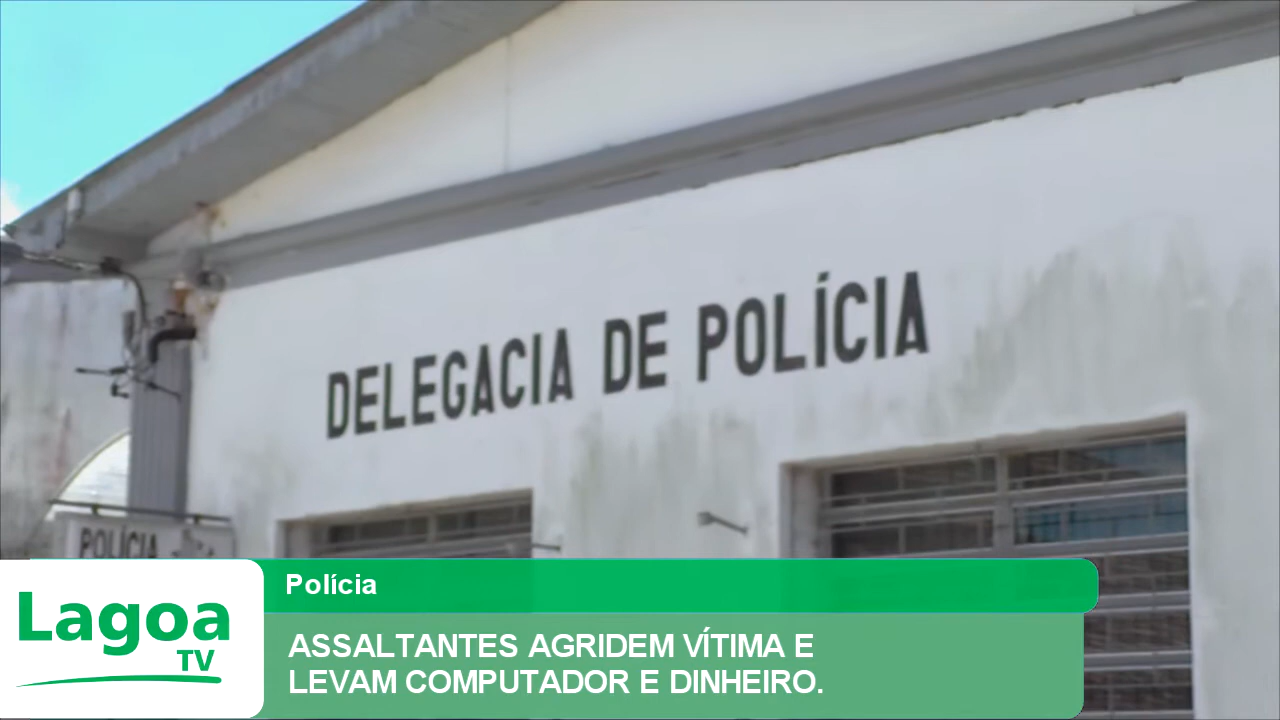 DELEGACIA DE POLÍCIA
POLÍCIA
Lagoa
TV
Polícia
ASSALTANTES AGRIDEM VÍTIMA E
LEVAM COMPUTADOR E DINHEIRO.